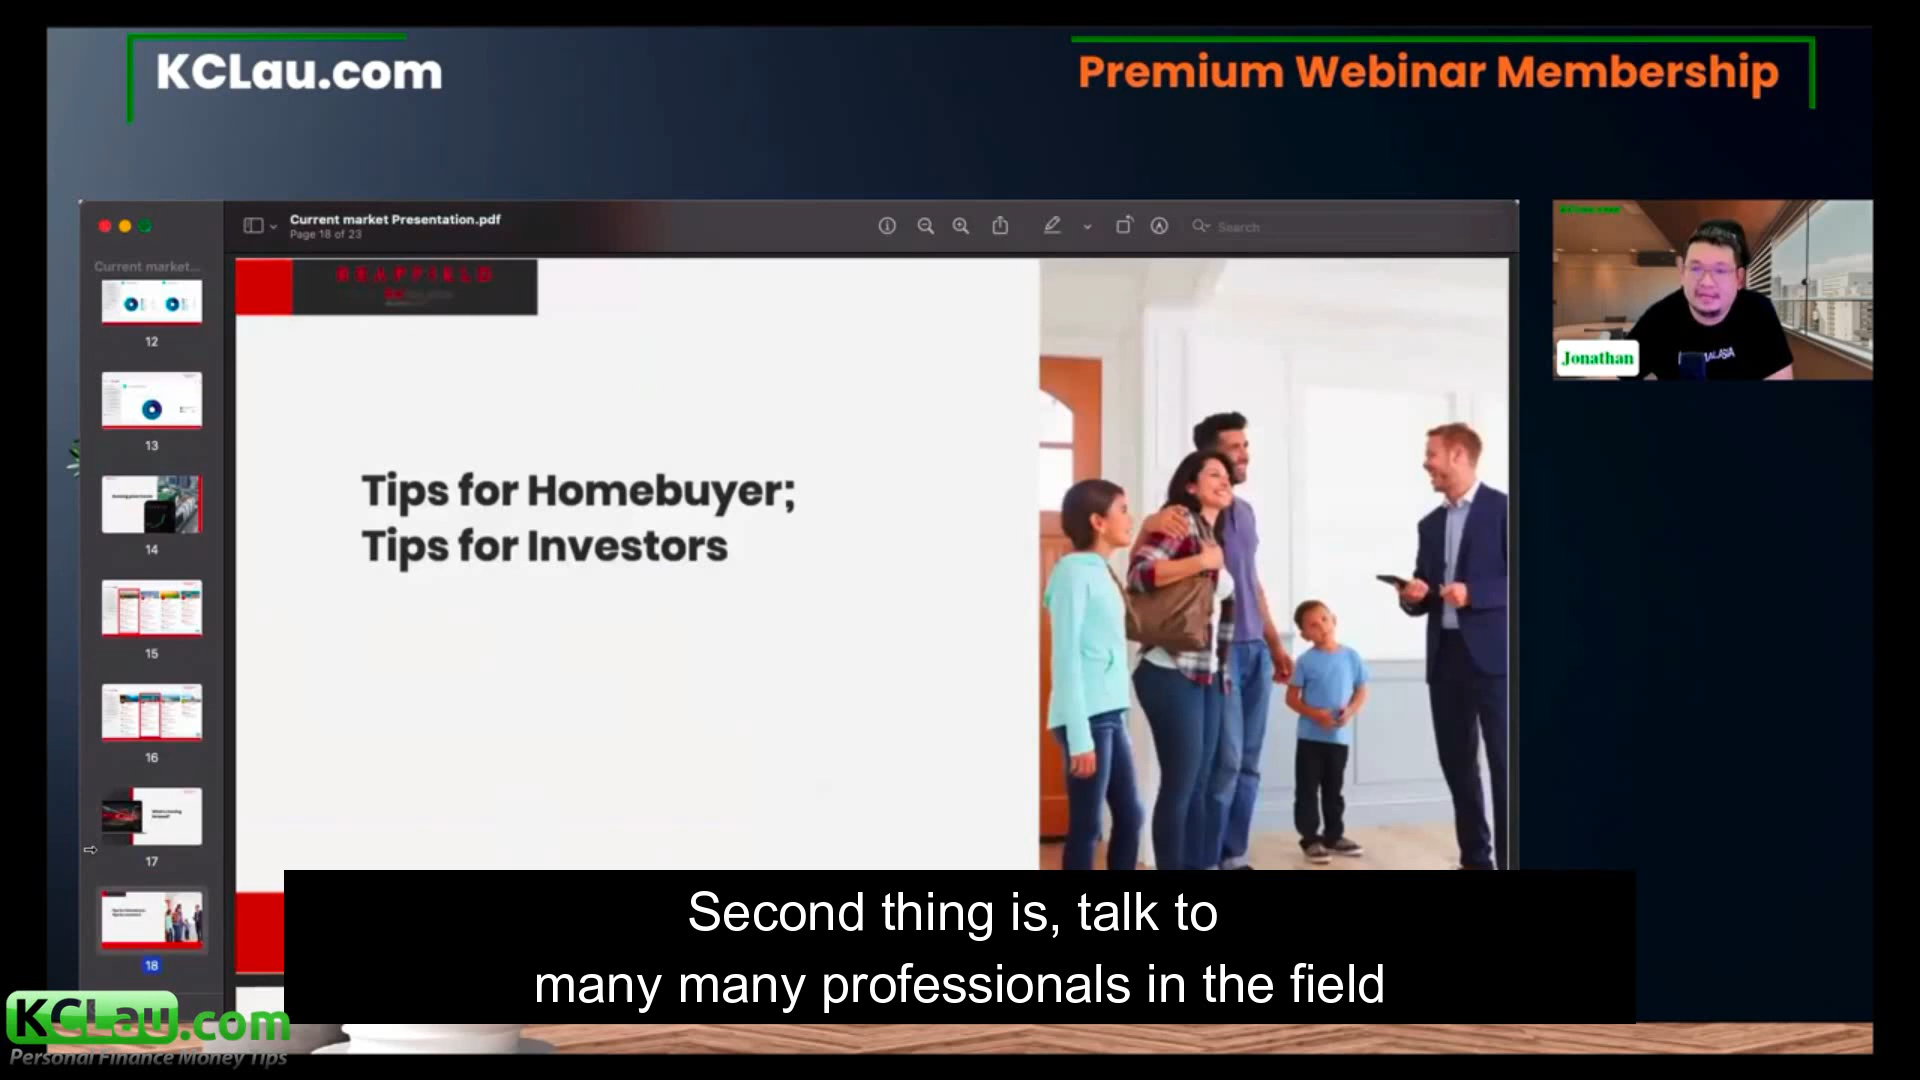 KCLau.com
Premium Webinar Membership
Current market Presentation.pdf
Page 18 of 23
Search
Current market...
12
13
14
15
16
17
18
Tips for Homebuyer;
Tips for Investors
Jonathan
Second thing is, talk to
many many professionals in the field
KCLau.com
Personal Finance Money Tips